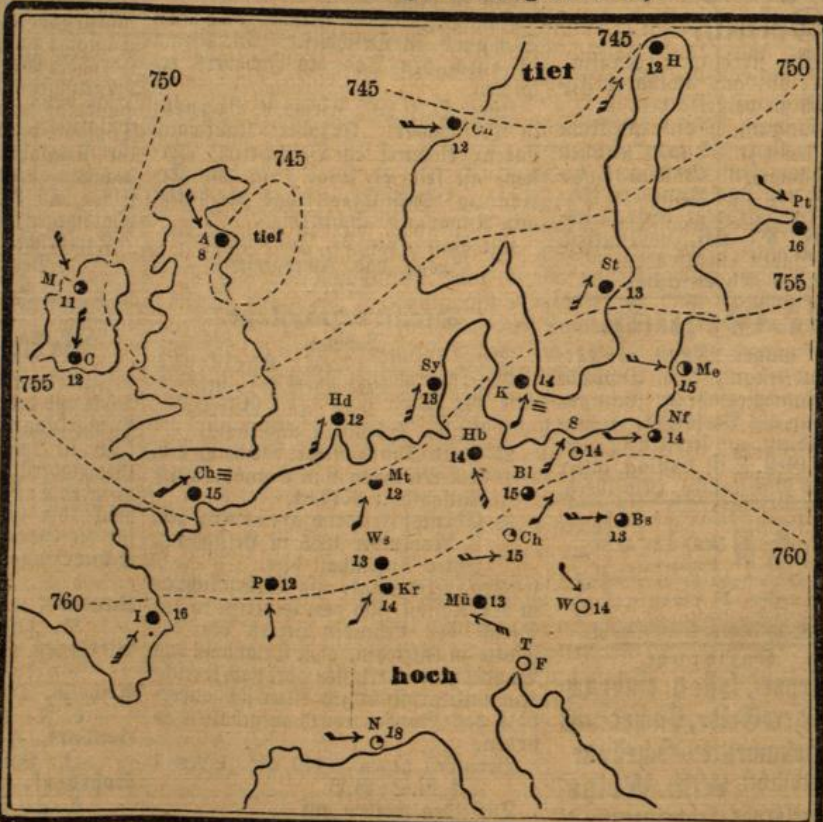 745
12 H
750
tief
750
745
Cn
12
745
Pt
16
A
8
tief
M
11
St
13
755
C
12
755
Sy
13
K 14
Me
15
Hd
12
S
14
Nf
14
Hb
14
Ch
15
Mt
12
Bl
15
Bs
13
Ws
13
Ch
15
760
P 12
Kr
14
760
I 16
Mü 13
W 14
T
F
hoch
N 18